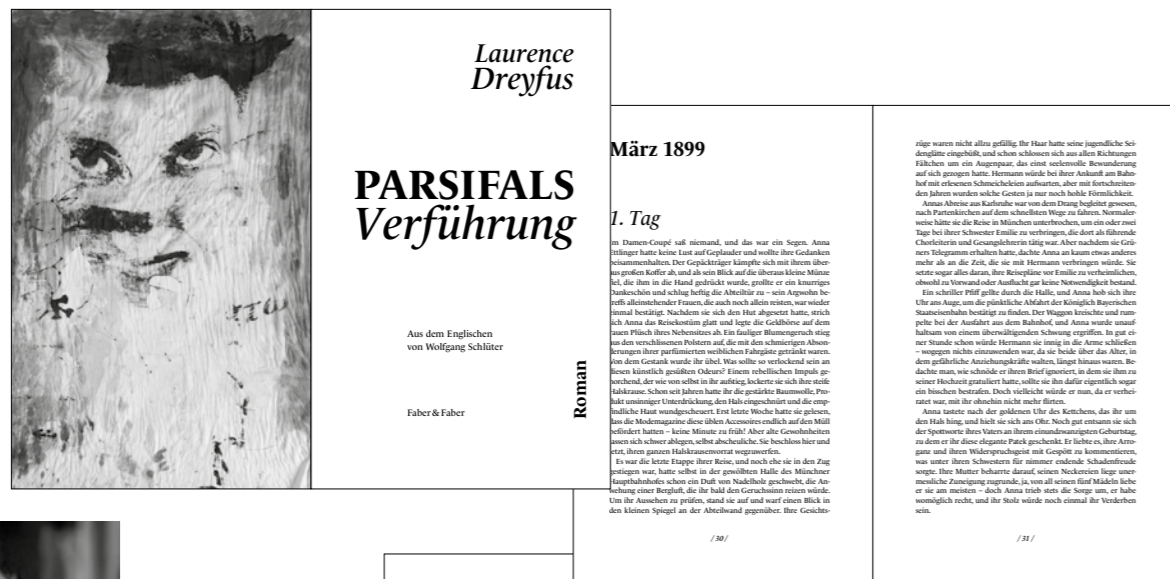 Laurence
Dreyfus
PARSIFALS
Verführung
Aus dem Englischen
von Wolfgang Schlüter
Faber & Faber
Roman
März 1899
1. Tag
Im Damen-Coupé saß niemand, und das war ein Segen. Anna
Ettlinger hatte keine Lust auf Geplauder und wollte ihre Gedanken
beisammenhalten. Der Gepäckträger kämpfte sich mit ihrem über-
aus großen Koffer ab, und als sein Blick auf die überaus kleine Münze
fiel, die ihm in die Hand gedrückt wurde, grollte er ein knurriges
Dankeschön und schlug heftig die Abteiltür zu – sein Argwohn be-
treffs alleinstehender Frauen, die auch noch allein reisten, war wieder
einmal bestätigt. Nachdem sie sich den Hut abgesetzt hatte, strich
sich Anna das Reisekostüm glatt und legte die Geldbörse auf dem
rauen Plüsch ihres Nebensitzes ab. Ein fauliger Blumengeruch stieg
aus den verschlissenen Polstern auf, die mit den schmierigen Abson-
derungen ihrer parfümierten weiblichen Fahrgäste getränkt waren.
Von dem Gestank wurde ihr übel. Was sollte so verlockend sein an
diesen künstlich gesüßten Odeurs? Einem rebellischen Impuls ge-
horchend, der wie von selbst in ihr aufstieg, lockerte sie sich ihre steife
Halskrause. Schon seit Jahren hatte ihr die gestärkte Baumwolle, Pro-
dukt unsinniger Unterdrückung, den Hals eingeschnürt und die emp-
findliche Haut wundgescheuert. Erst letzte Woche hatte sie gelesen,
dass die Modemagazine diese üblen Accessoires endlich auf den Müll
befördert hatten – keine Minute zu früh! Aber alte Gewohnheiten
lassen sich schwer ablegen, selbst abscheuliche. Sie beschloss hier und
jetzt, ihren ganzen Halskrausenvorrat wegzuwerfen.
Es war die letzte Etappe ihrer Reise, und noch ehe sie in den Zug
gestiegen war, hatte selbst in der gewölbten Halle des Münchner
Hauptbahnhofes schon ein Duft von Nadelholz geschwebt, die An-
wehung einer Bergluft, die ihr bald den Geruchssinn reizen würde.
Um ihr Aussehen zu prüfen, stand sie auf und warf einen Blick in
den kleinen Spiegel an der Abteilwand gegenüber. Ihre Gesichts-
/ 30 /
züge waren nicht allzu gefällig. Ihr Haar hatte seine jugendliche Sei-
denglätte eingebüßt, und schon schlossen sich aus allen Richtungen
Fältchen um ein Augenpaar, das einst seelenvolle Bewunderung
auf sich gezogen hatte. Hermann würde bei ihrer Ankunft am Bahn-
hof mit erlesenen Schmeicheleien aufwarten, aber mit fortschreiten-
den Jahren wurden solche Gesten ja nur noch hohle Förmlichkeit.
Annas Abreise aus Karlsruhe war von dem Drang begleitet gewesen,
nach Partenkirchen auf dem schnellsten Wege zu fahren. Normaler-
weise hätte sie die Reise in München unterbrochen, um ein oder zwei
Tage bei ihrer Schwester Emilie zu verbringen, die dort als führende
Chorleiterin und Gesangslehrerin tätig war. Aber nachdem sie Grü-
ners Telegramm erhalten hatte, dachte Anna an kaum etwas anderes
mehr als an die Zeit, die sie mit Hermann verbringen würde. Sie
setzte sogar alles daran, ihre Reisepläne vor Emilie zu verheimlichen,
obwohl zu Vorwand oder Ausflucht gar keine Notwendigkeit bestand.
Ein schriller Pfiff gellte durch die Halle, und Anna hob sich ihre
Uhr ans Auge, um die pünktliche Abfahrt der Königlich Bayerischen
Staatseisenbahn bestätigt zu finden. Der Waggon kreischte und rum-
pelte bei der Ausfahrt aus dem Bahnhof, und Anna wurde unauf-
haltsam von einem überwältigenden Schwung ergriffen. In gut ei-
ner Stunde schon würde Hermann sie innig in die Arme schließen
– wogegen nichts einzuwenden war, da sie beide über das Alter, in
dem gefährliche Anziehungskräfte walten, längst hinaus waren. Be-
dachte man, wie schnöde er ihren Brief ignoriert, in dem sie ihm zu
seiner Hochzeit gratuliert hatte, sollte sie ihn dafür eigentlich sogar
ein bisschen bestrafen. Doch vielleicht würde er nun, da er verhei-
ratet war, mit ihr ohnehin nicht mehr flirten.
Anna tastete nach der goldenen Uhr des Kettchens, das ihr um
den Hals hing, und hielt sie sich ans Ohr. Noch gut entsann sie sich
der Spottworte ihres Vaters an ihrem einundzwanzigsten Geburtstag,
zu dem er ihr diese elegante Patek geschenkt. Er liebte es, ihre Arro-
ganz und ihren Widerspruchsgeist mit Gespött zu kommentieren,
was unter ihren Schwestern für nimmer endende Schadenfreude
sorgte. Ihre Mutter beharrte darauf, seinen Neckereien liege uner-
messliche Zuneigung zugrunde, ja, von all seinen fünf Mädeln liebe
er sie am meisten – doch Anna trieb stets die Sorge um, er habe
womöglich recht, und ihr Stolz würde noch einmal ihr Verderben
sein.
/ 31 /